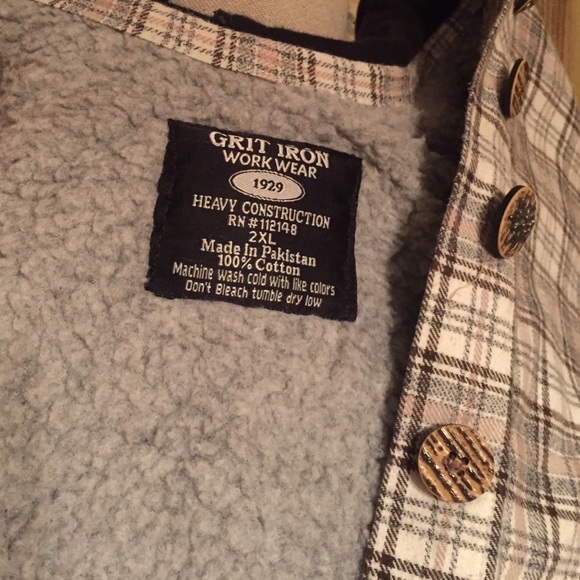 GRIT IRON
WORK WEAR
1929
HEAVY CONSTRUCTION
RN#112148
2XL
Made In Pakistan
100% Cotton
Machine wash cold With like colors
Don't Bleach tumble dry low